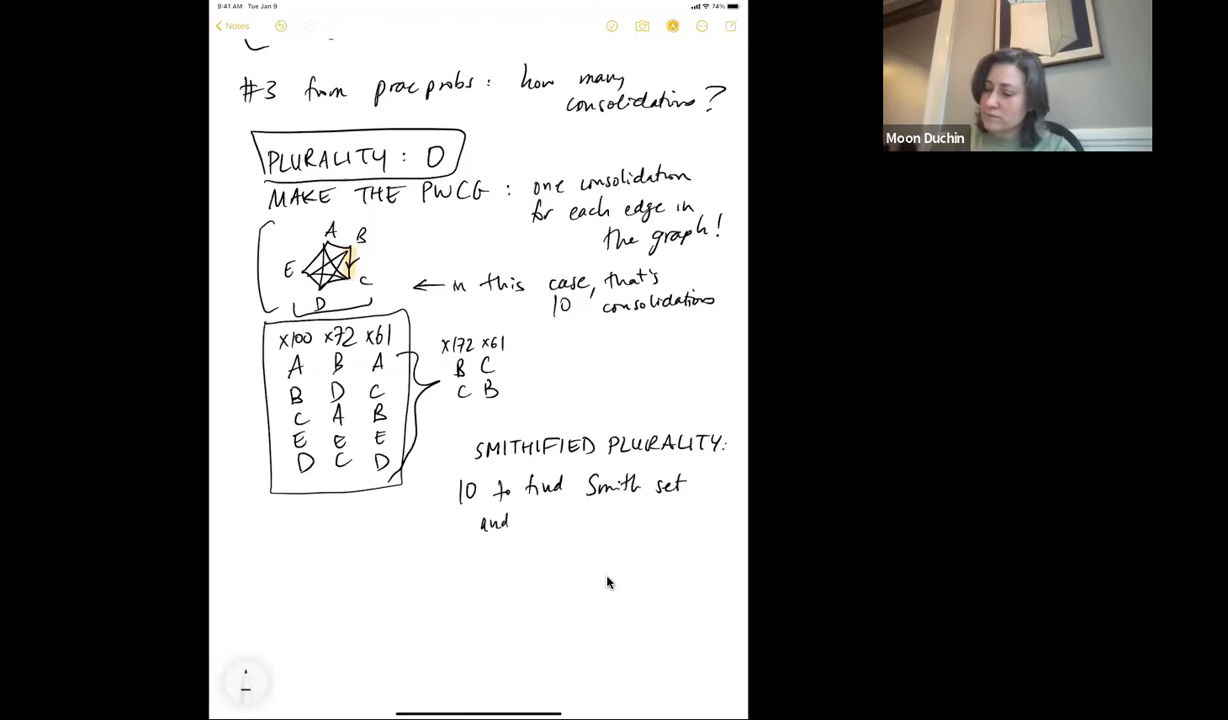 9:41 AM Tue Jan 9
74%
Notes
#3 from prac probs: how many
consolidations?
PLURALITY: 0
MAKE THE PWCG: one consolidation
for each edge in
the graph!
A
B
E
C
D
← in this case, that's
10 consolidations
x100 x72 x61
A B A
B D C
C A B
E E E
D C D
x172 x61
B C
C B
SMITHIFIED PLURALITY:
10 to find Smith set
and
Moon Duchin